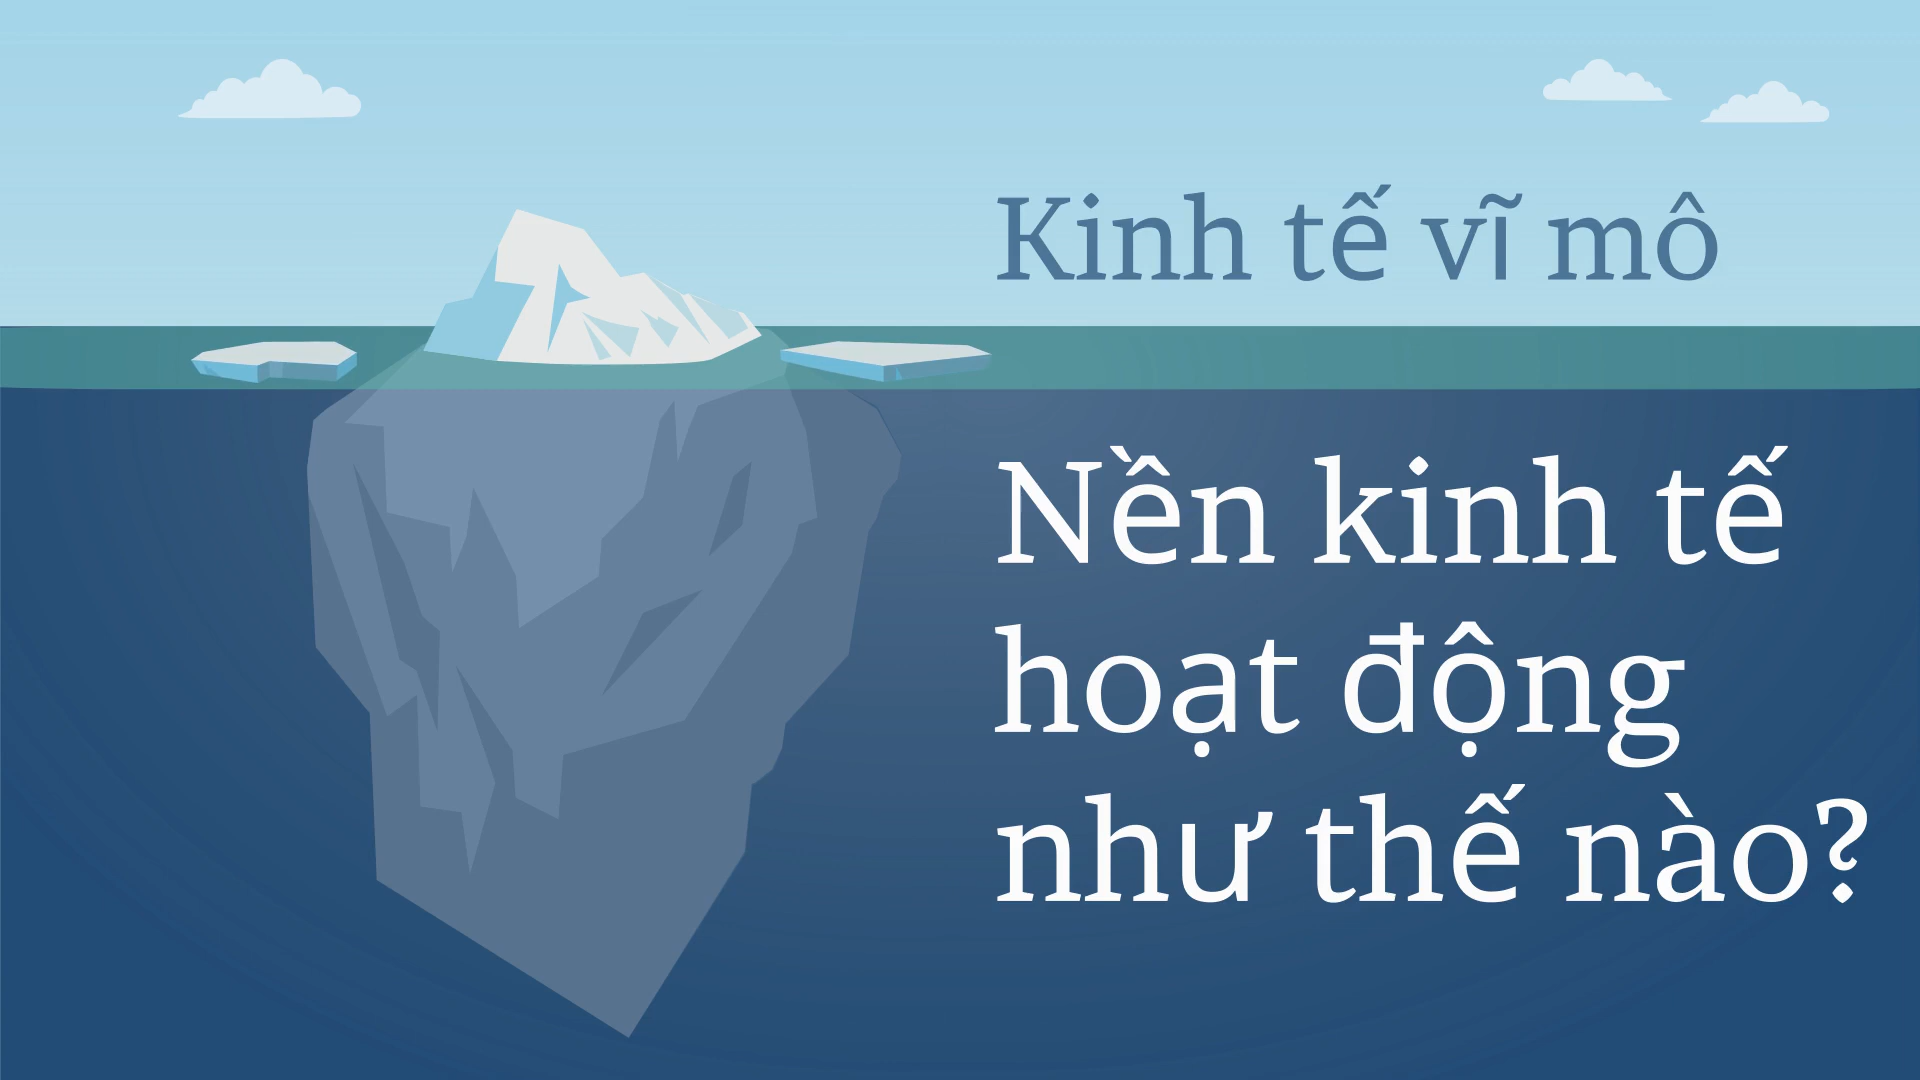 Kinh tế vĩ mô
Nền kinh tế
hoạt động
như thế nào?